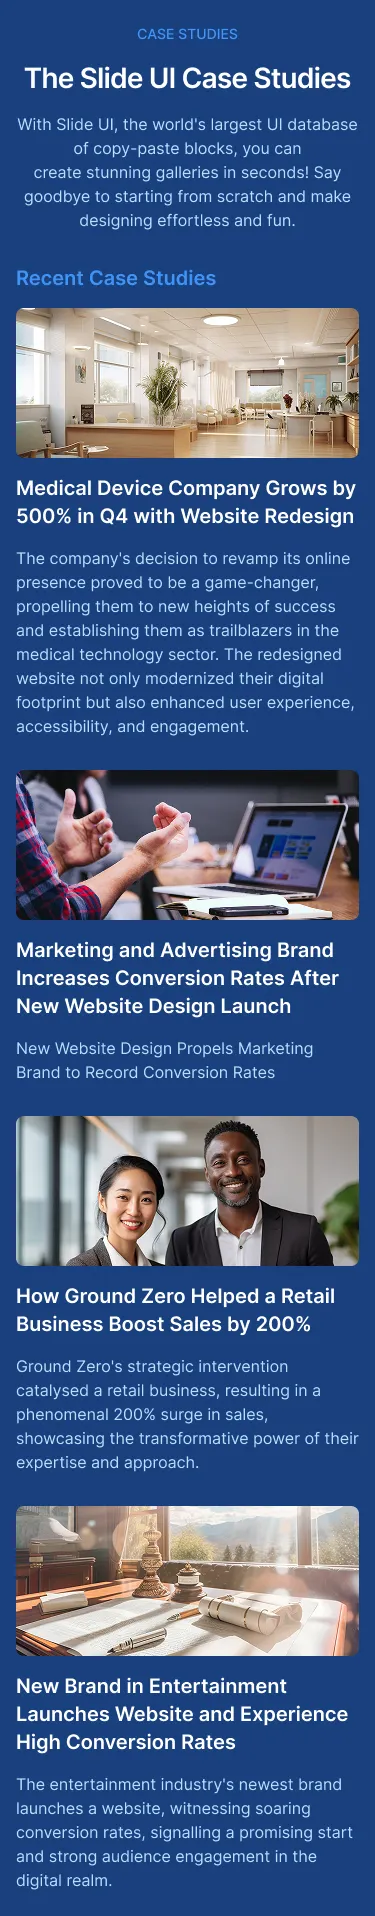 CASE STUDIES
The Slide UI Case Studies
With Slide UI, the world's largest UI database
of copy-paste blocks, you can
create stunning galleries in seconds! Say
goodbye to starting from scratch and make
designing effortless and fun.
Recent Case Studies
Medical Device Company Grows by
500% in Q4 with Website Redesign
The company's decision to revamp its online
presence proved to be a game-changer,
propelling them to new heights of success
and establishing them as trailblazers in the
medical technology sector. The redesigned
website not only modernized their digital
footprint but also enhanced user experience,
accessibility, and engagement.
Marketing and Advertising Brand
Increases Conversion Rates After
New Website Design Launch
New Website Design Propels Marketing
Brand to Record Conversion Rates
How Ground Zero Helped a Retail
Business Boost Sales by 200%
Ground Zero's strategic intervention
catalysed a retail business, resulting in a
phenomenal 200% surge in sales,
showcasing the transformative power of their
expertise and approach.
New Brand in Entertainment
Launches Website and Experience
High Conversion Rates
The entertainment industry's newest brand
launches a website, witnessing soaring
conversion rates, signalling a promising start
and strong audience engagement in the
digital realm.